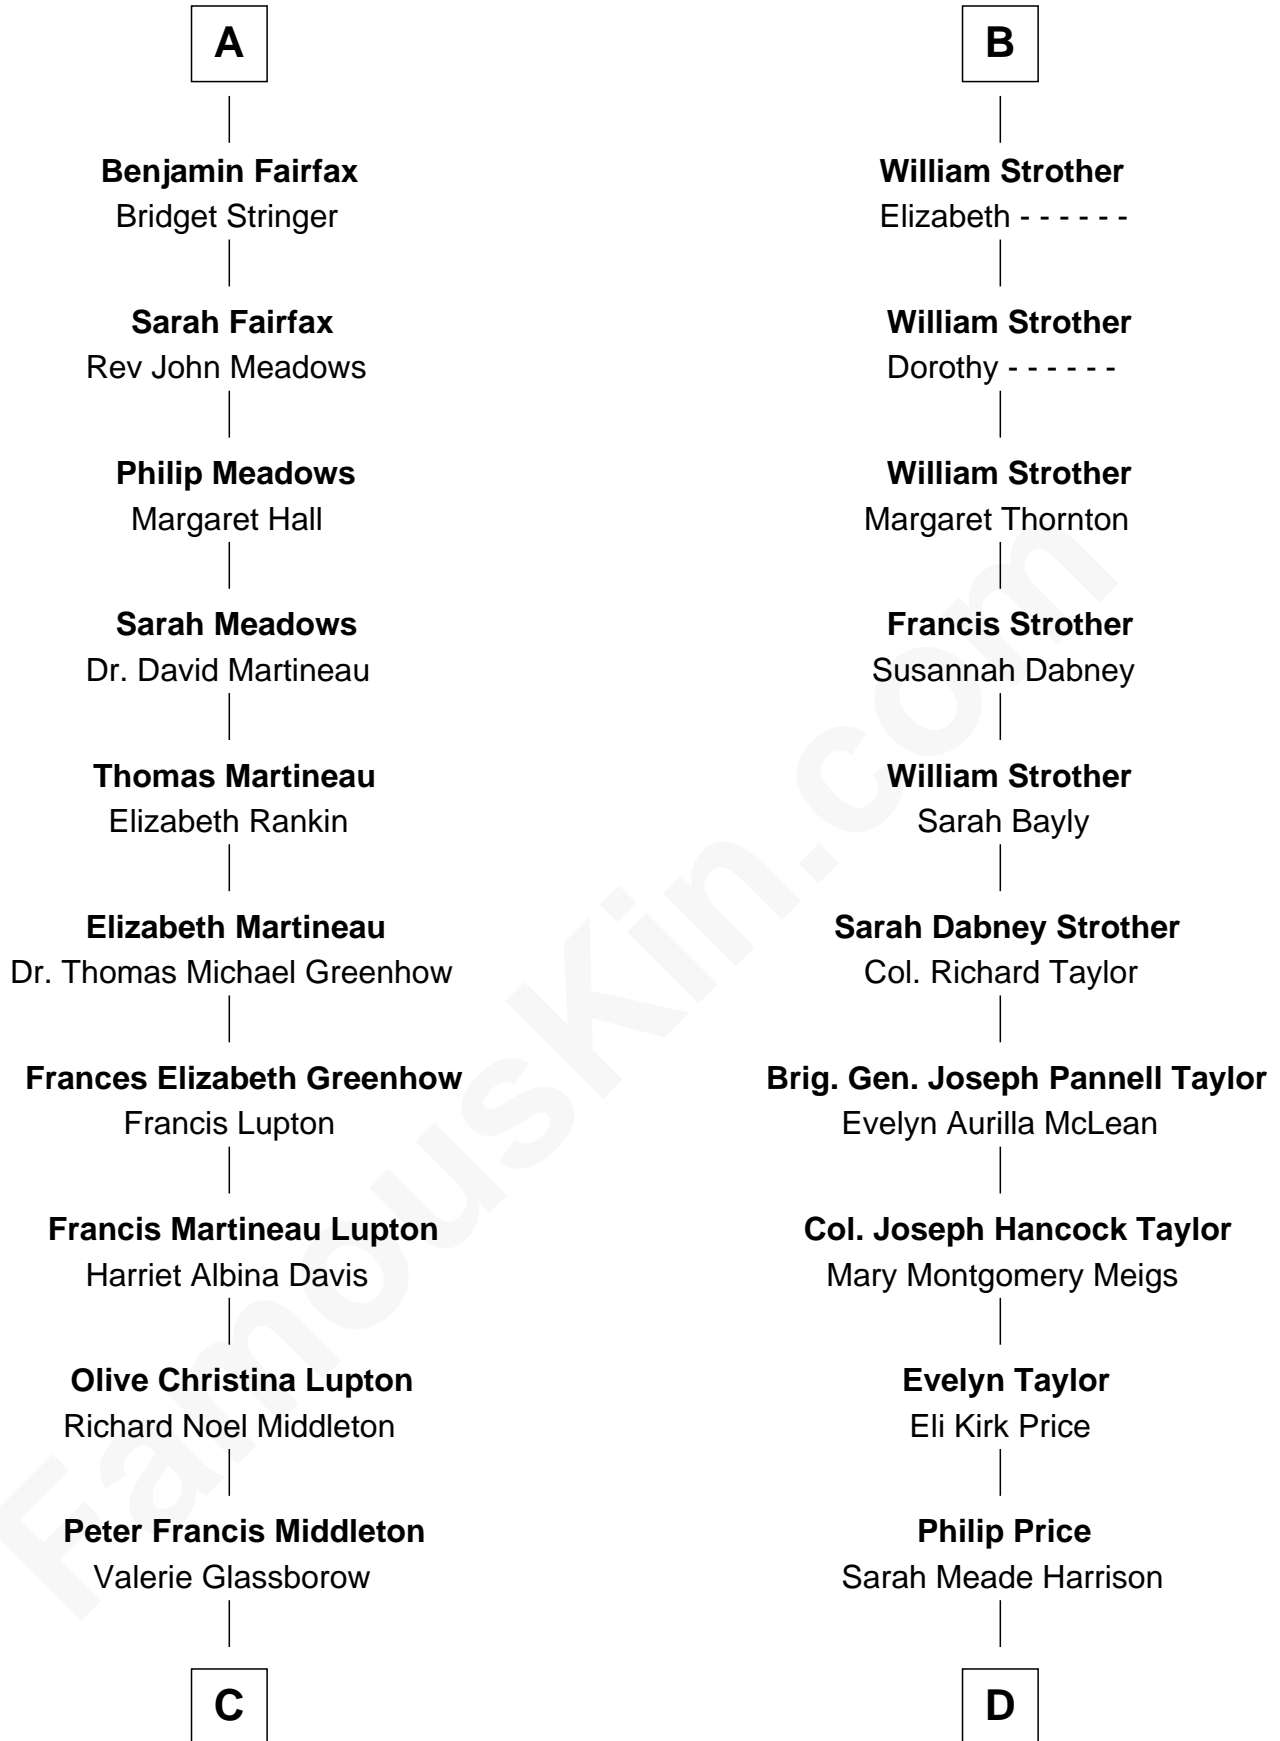 A
Benjamin Fairfax
Bridget Stringer
Sarah Fairfax
Rev John Meadows
Philip Meadows
Margaret Hall
Sarah Meadows
Dr. David Martineau
Thomas Martineau
Elizabeth Rankin
Elizabeth Martineau
Dr. Thomas Michael Greenhow
Frances Elizabeth Greenhow
Francis Lupton
Francis Martineau Lupton
Harriet Albina Davis
Olive Christina Lupton
Richard Noel Middleton
Peter Francis Middleton
Valerie Glassborow
C
B
William Strother
Elizabeth - - - - - -
William Strother
Dorothy - - - - - -
William Strother
Margaret Thornton
Francis Strother
Susannah Dabney
William Strother
Sarah Bayly
Sarah Dabney Strother
Col. Richard Taylor
Brig. Gen. Joseph Pannell Taylor
Evelyn Aurilla McLean
Col. Joseph Hancock Taylor
Mary Montgomery Meigs
Evelyn Taylor
Eli Kirk Price
Philip Price
Sarah Meade Harrison
D
FamousKin.com